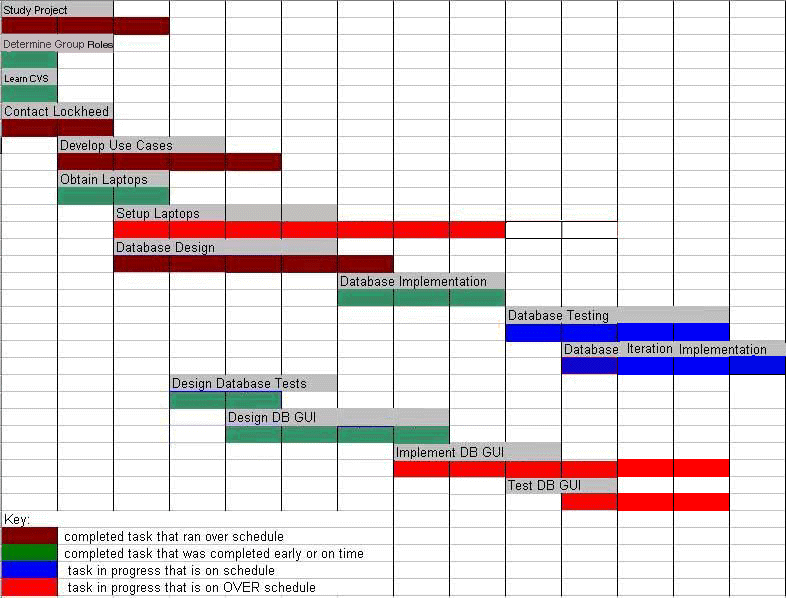 Study Project
Determine Group Roles
Learn CVS
Contact Lockheed
Develop Use Cases
Obtain Laptops
Setup Laptops
Database Design
Database Implementation
Database Testing
Database Iteration Implementation
Design Database Tests
Design DB GUI
Implement DB GUI
Test DB GUI
Key:
completed task that ran over schedule
completed task that was completed early or on time
task in progress that is on schedule
task in progress that is on OVER schedule